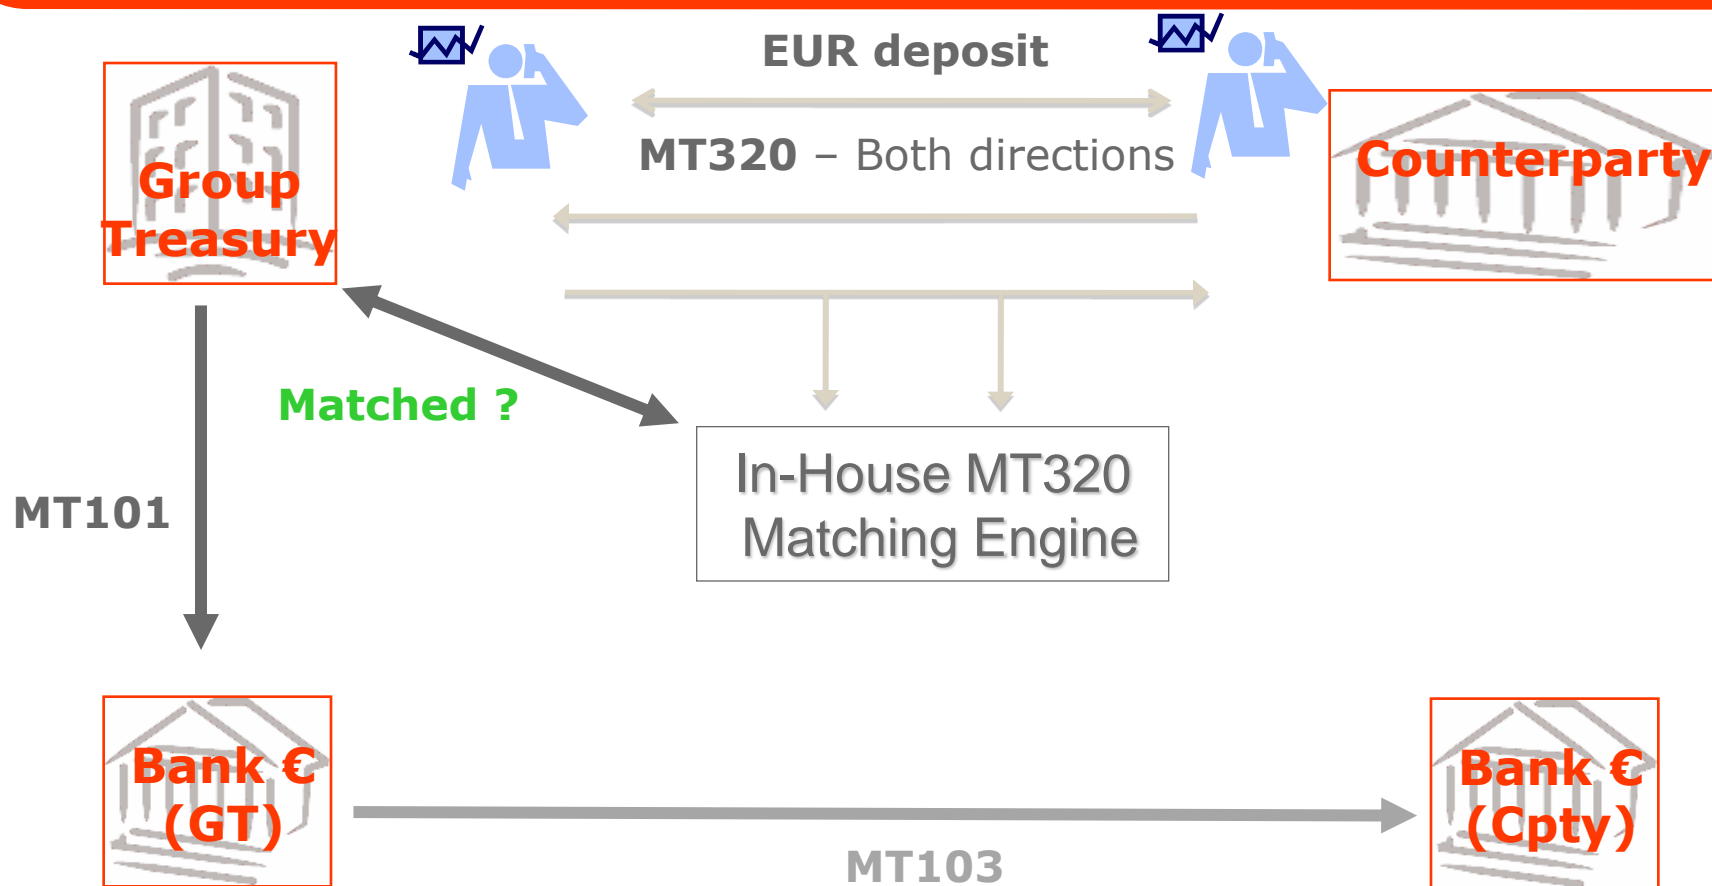 EUR deposit
MT320 – Both directions
Group
Treasury
Counterparty
Matched ?
In-House MT320
Matching Engine
MT101
Bank €
(GT)
Bank €
(Cpty)
MT103